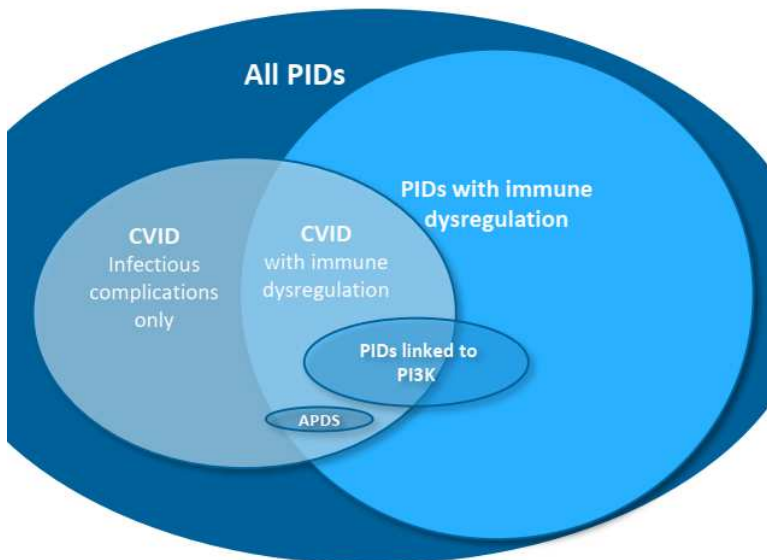 All PIDs
PIDs with immune
dysregulation
CVID
Infectious
complications
only
CVID
with immune
dysregulation
PIDs linked to
PI3K
APDS